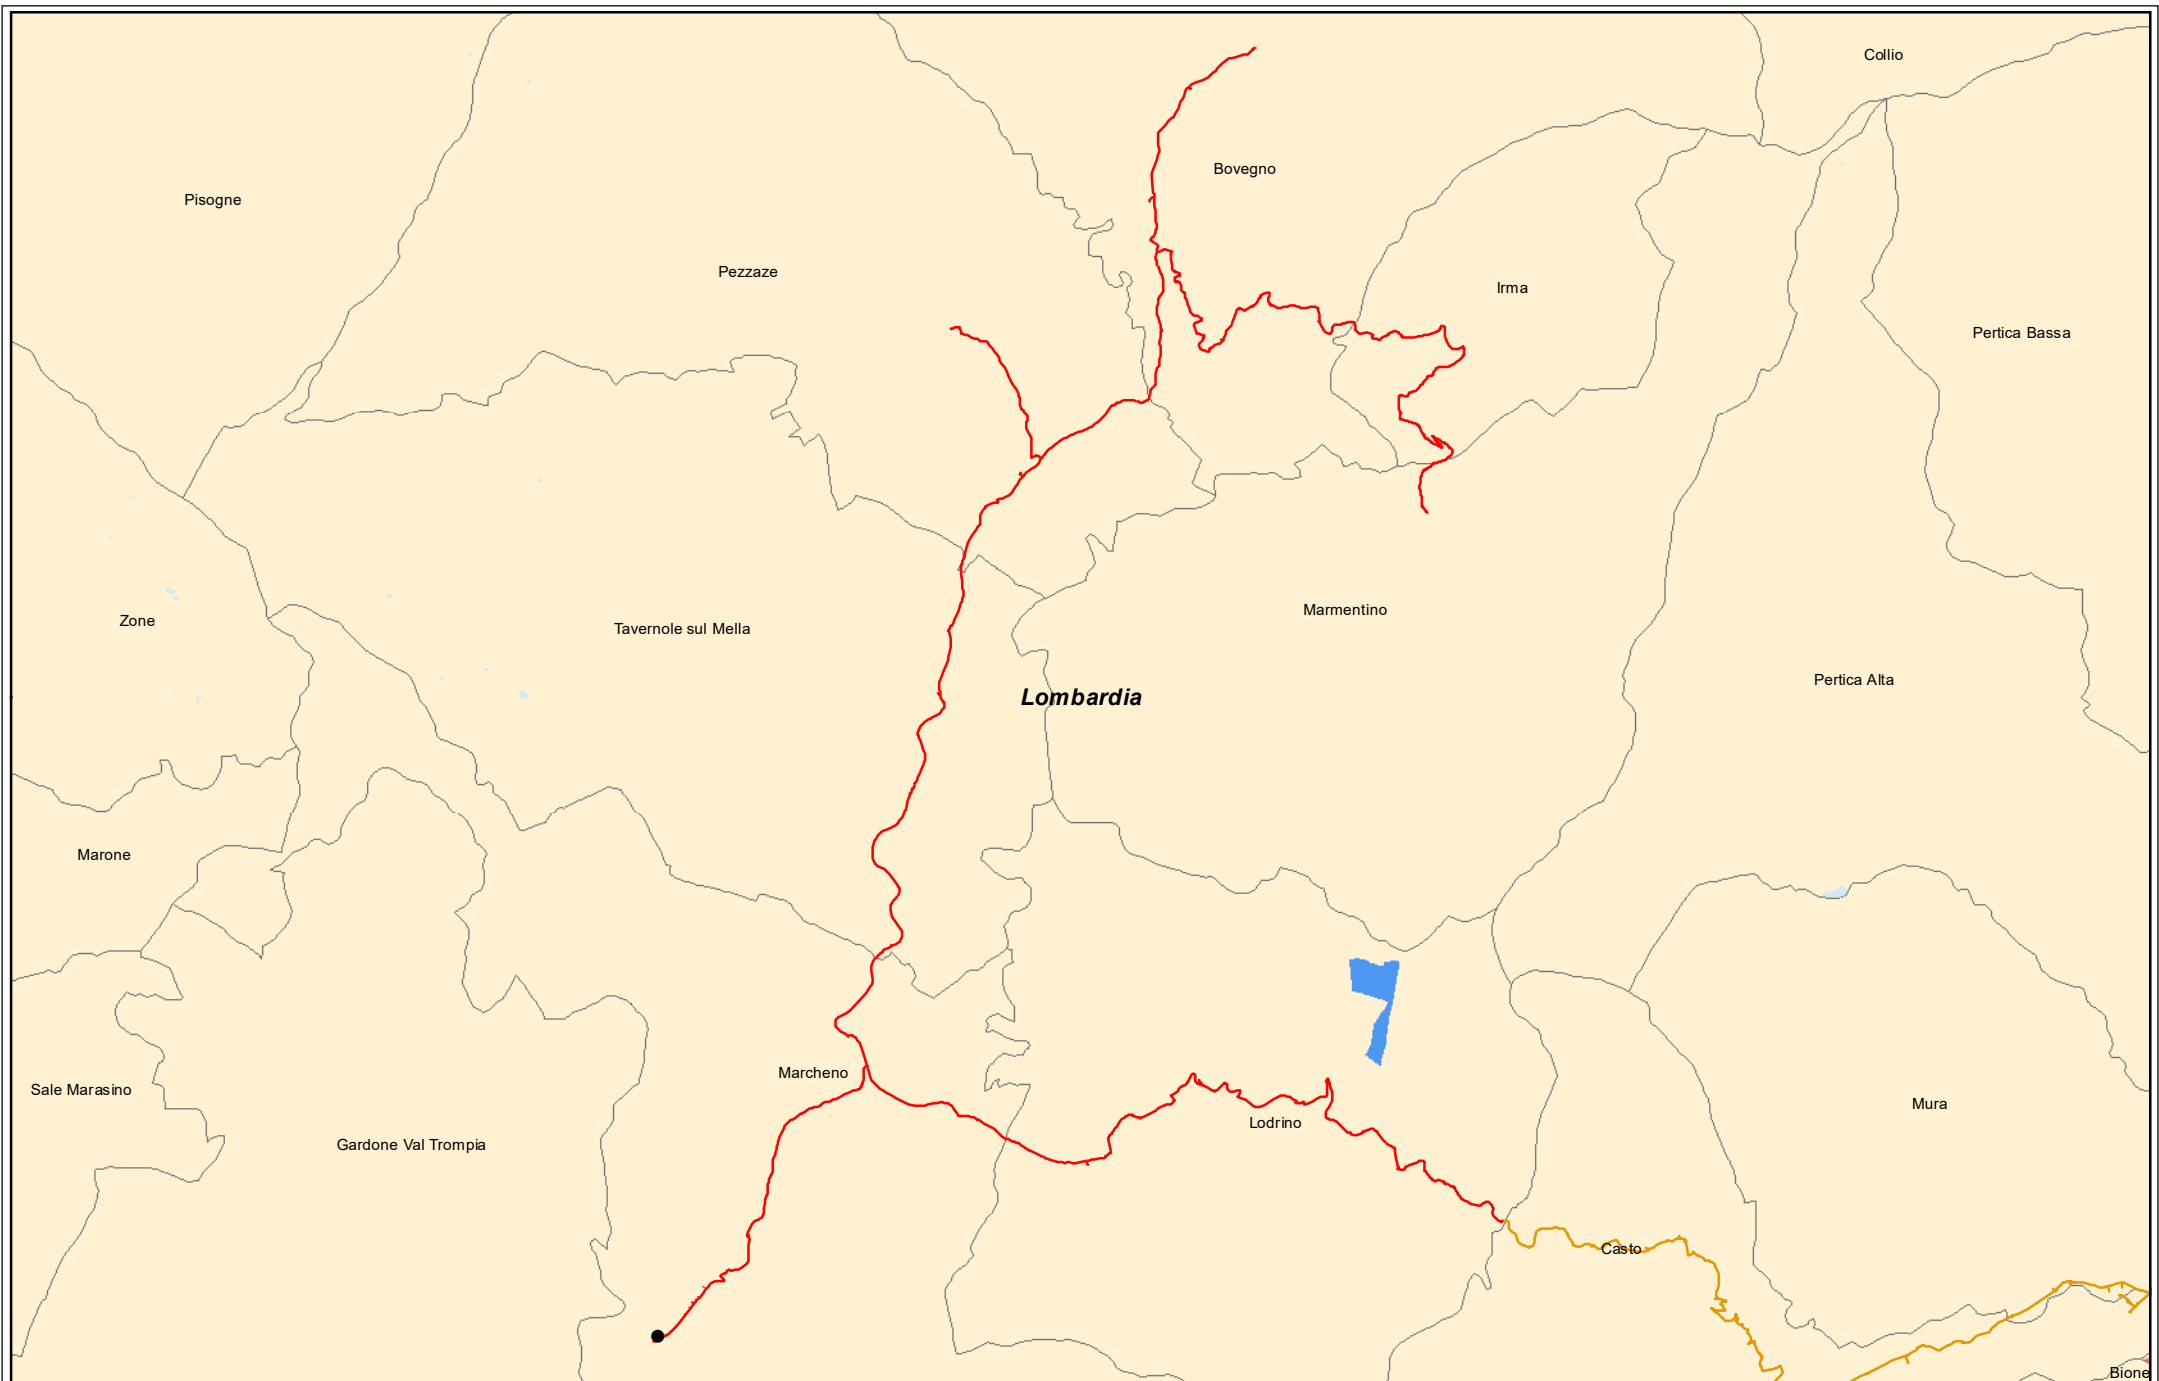 Collio
Bovegno
Pisogne
Pezzaze
Irma
Pertica Bassa
Marmentino
Zone
Tavernole sul Mella
Pertica Alta
Lombardia
Marone
Marcheno
Sale Marasino
Mura
Lodrino
Gardone Val Trompia
Casto
Bione